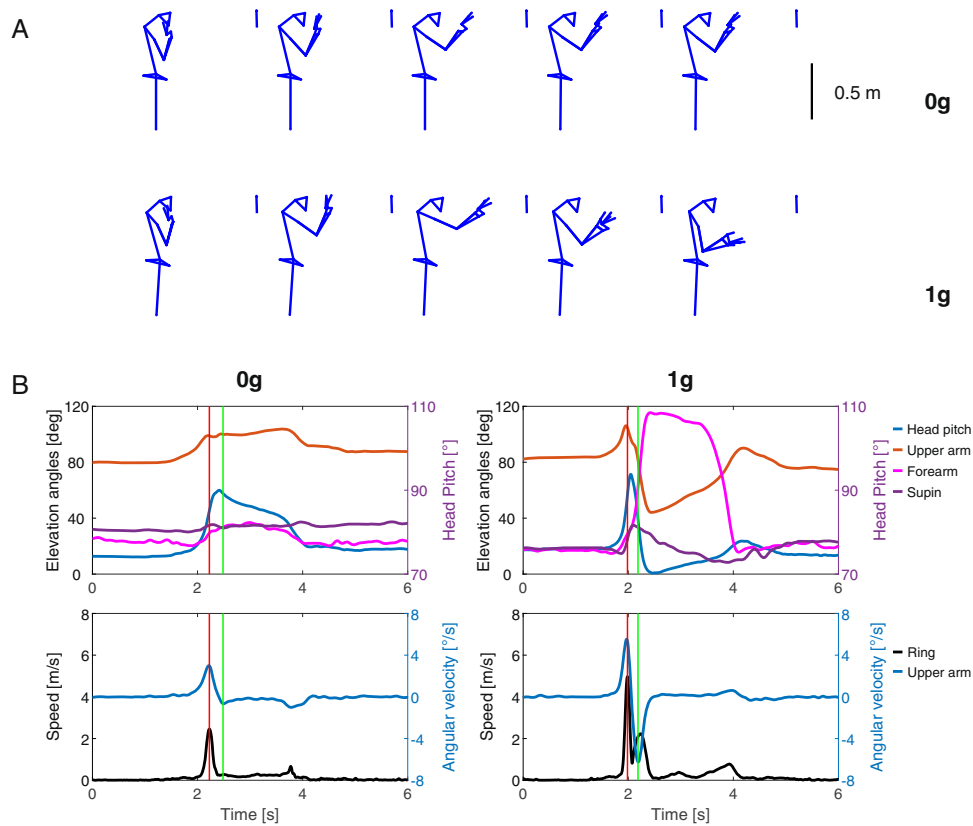 A
0.5 m
0g
1g
B
0g
1g
Elevation angles [deg]
120
80
40
0
0
2
4
6
110
90
70
Head Pitch [°]
Elevation angles [deg]
120
80
40
0
0
2
4
6
110
90
70
Head Pitch [°]
Head pitch
Upper arm
Forearm
Supin
Speed [m/s]
8
6
4
2
0
0
2
4
6
Time [s]
8
4
0
-4
-8
Angular velocity [°/s]
Speed [m/s]
8
6
4
2
0
0
2
4
6
Time [s]
8
4
0
-4
-8
Angular velocity [°/s]
Ring
Upper arm